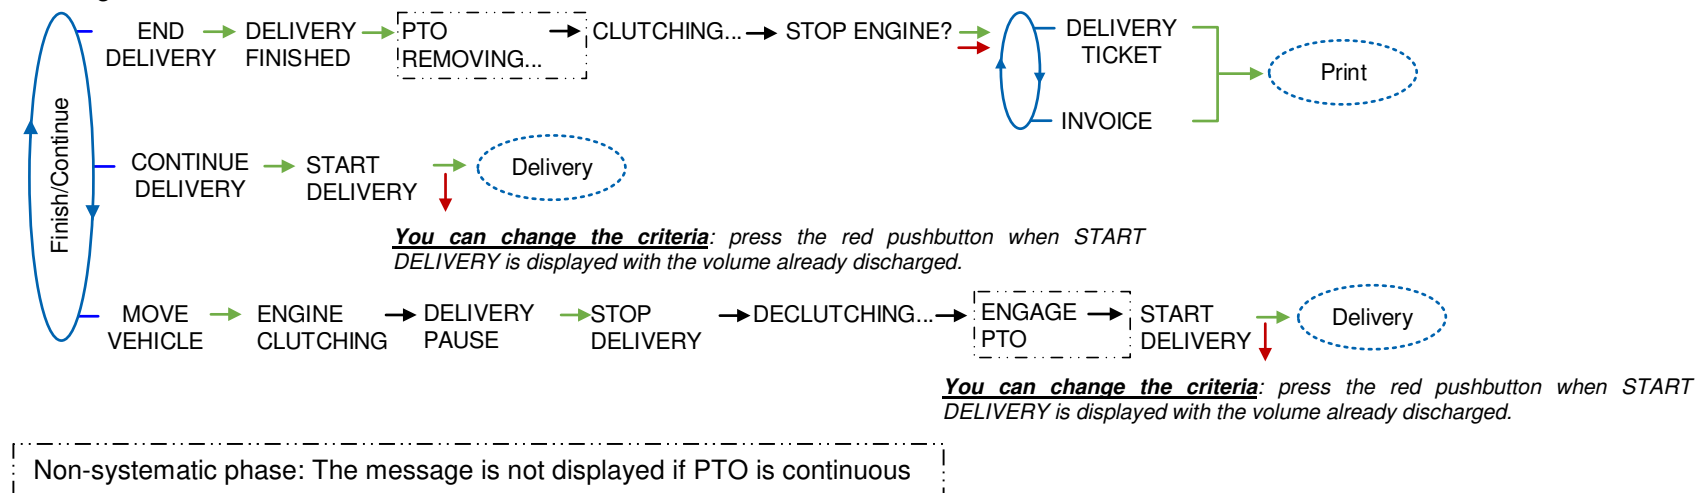 END DELIVERY
DELIVERY FINISHED
PTO REMOVING...
CLUTCHING...
STOP ENGINE?
DELIVERY TICKET
INVOICE
Print
Finish/Continue
CONTINUE DELIVERY
START DELIVERY
Delivery
You can change the criteria: press the red pushbutton when START
DELIVERY is displayed with the volume already discharged.
MOVE VEHICLE
ENGINE CLUTCHING
DELIVERY PAUSE
STOP DELIVERY
DECLUTCHING...
ENGAGE PTO
START DELIVERY
Delivery
You can change the criteria: press the red pushbutton when START
DELIVERY is displayed with the volume already discharged.
Non-systematic phase: The message is not displayed if PTO is continuous